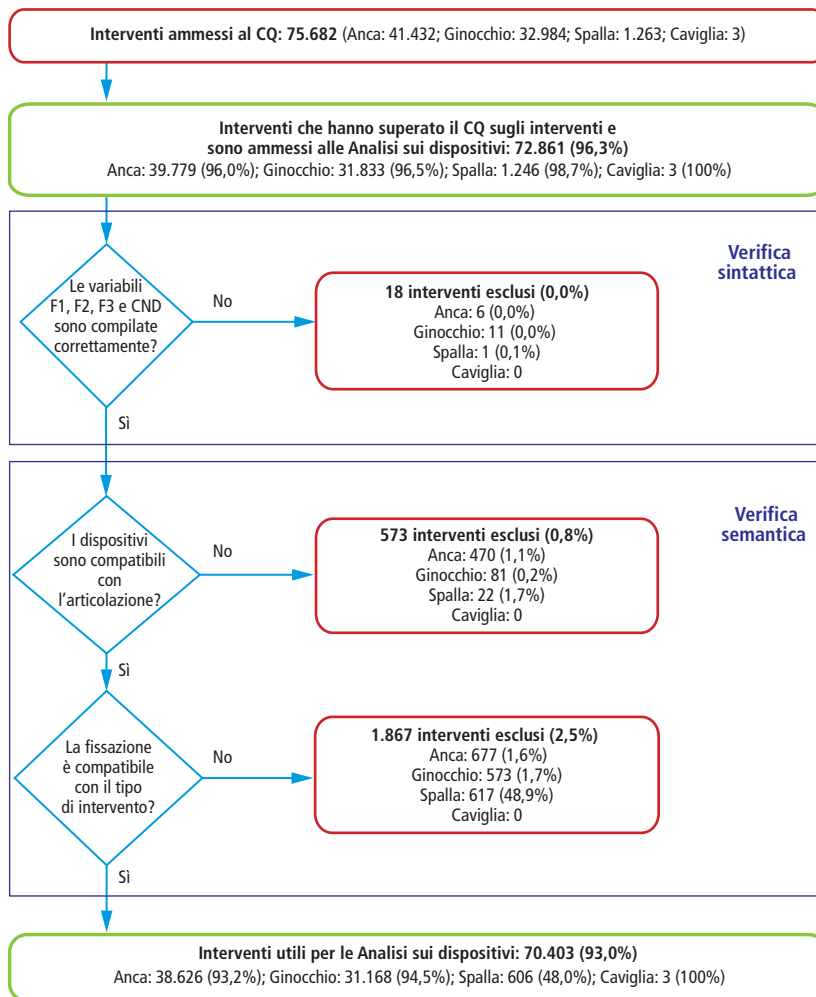 Interventi ammessi al CQ: 75.682 (Anca: 41.432; Ginocchio: 32.984; Spalla: 1.263; Caviglia: 3)
Interventi che hanno superato il CQ sugli interventi e
sono ammessi alle Analisi sui dispositivi: 72.861 (96,3%)
Anca: 39.779 (96,0%); Ginocchio: 31.833 (96,5%); Spalla: 1.246 (98,7%); Caviglia: 3 (100%)
Verifica
sintattica
Le variabili
F1, F2, F3 e CND
sono compilate
correttamente?
No
18 interventi esclusi (0,0%)
Anca: 6 (0,0%)
Ginocchio: 11 (0,0%)
Spalla: 1 (0,1%)
Caviglia: 0
Sì
Verifica
semantica
I dispositivi
sono compatibili
con
l'articolazione?
No
573 interventi esclusi (0,8%)
Anca: 470 (1,1%)
Ginocchio: 81 (0,2%)
Spalla: 22 (1,7%)
Caviglia: 0
Sì
La fissazione
è compatibile
con il tipo
di intervento?
No
1.867 interventi esclusi (2,5%)
Anca: 677 (1,6%)
Ginocchio: 573 (1,7%)
Spalla: 617 (48,9%)
Caviglia: 0
Sì
Interventi utili per le Analisi sui dispositivi: 70.403 (93,0%)
Anca: 38.626 (93,2%); Ginocchio: 31.168 (94,5%); Spalla: 606 (48,0%); Caviglia: 3 (100%)